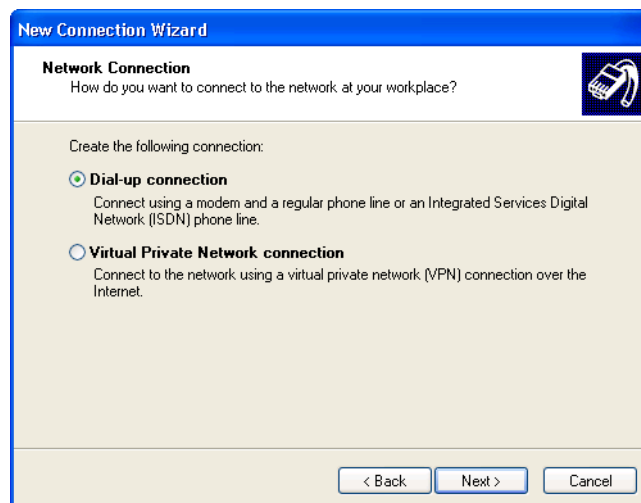 New Connection Wizard
Network Connection
How do you want to connect to the network at your workplace?
Create the following connection:
Dial-up connection
Connect using a modem and a regular phone line or an Integrated Services Digital
Network (ISDN) phone line.
Virtual Private Network connection
Connect to the network using a virtual private network (VPN) connection over the
Internet.
< Back Next > Cancel